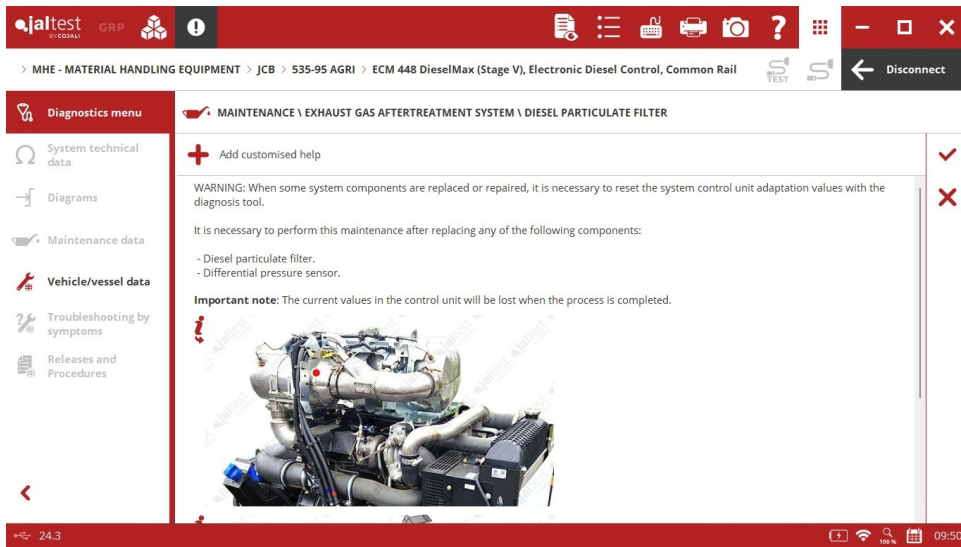 jaltest GRP
BY COJALI
> MHE - MATERIAL HANDLING EQUIPMENT > JCB > 535-95 AGRI > ECM 448 DieselMax (Stage V), Electronic Diesel Control, Common Rail
TEST
Disconnect
Diagnostics menu
System technical
data
Diagrams
Maintenance data
Vehicle/vessel data
Troubleshooting by
symptoms
Releases and
Procedures
MAINTENANCE \ EXHAUST GAS AFTERTREATMENT SYSTEM \ DIESEL PARTICULATE FILTER
Add customised help
WARNING: When some system components are replaced or repaired, it is necessary to reset the system control unit adaptation values with the
diagnosis tool.
It is necessary to perform this maintenance after replacing any of the following components:
- Diesel particulate filter.
- Differential pressure sensor.
Important note: The current values in the control unit will be lost when the process is completed.
jaltest
24.3
100 %
09:50